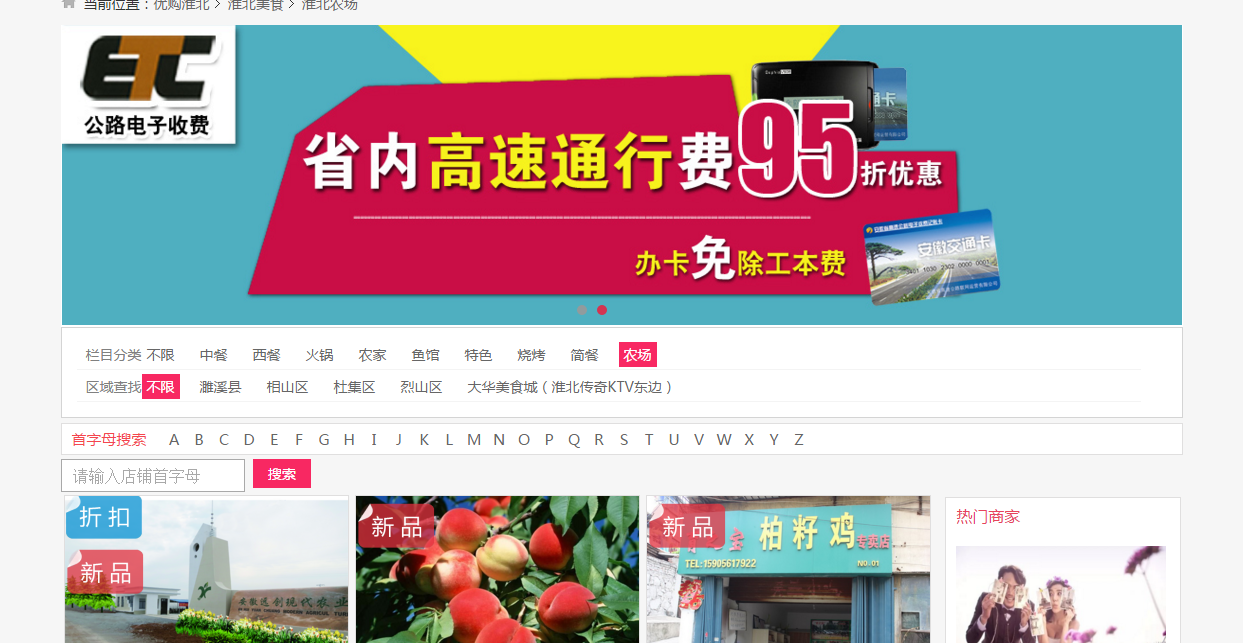 当前位置：优购淮北 > 淮北美食 > 淮北农场
ETC
公路电子收费
省内高速通行费95折优惠
办卡免除工本费
安徽交通卡
栏目分类 不限 中餐 西餐 火锅 农家 鱼馆 特色 烧烤 简餐 农场
区域查找 不限 濉溪县 相山区 杜集区 烈山区 大华美食城（淮北传奇KTV东边）
首字母搜索 A B C D E F G H I J K L M N O P Q R S T U V W X Y Z
请输入店铺首字母 搜索
热门商家
折扣
新品
新品
新品
柏籽鸡专卖店
TEL:15905617922 NO:01